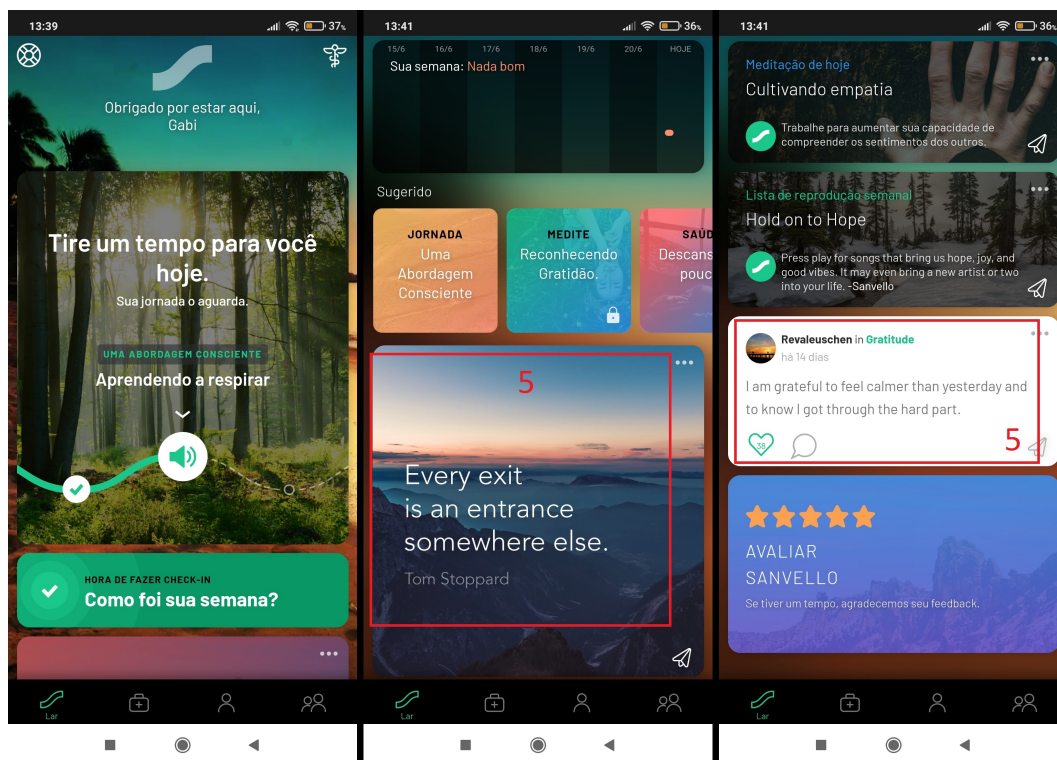 13:39
37%
Obrigado por estar aqui,
Gabi
Tire um tempo para você
hoje.
Sua jornada o aguarda.
UMA ABORDAGEM CONSCIENTE
Aprendendo a respirar
HORA DE FAZER CHECK-IN
Como foi sua semana?
Lar
13:41
36%
15/6 16/6 17/6 18/6 19/6 20/6 HOJE
Sua semana: Nada bom
Sugerido
JORNADA
Uma
Abordagem
Consciente
MEDITE
Reconhecendo
Gratidão.
SAÚD
Descans
pouc
5
Every exit
is an entrance
somewhere else.
Tom Stoppard
Lar
13:41
36%
Meditação de hoje
Cultivando empatia
Trabalhe para aumentar sua capacidade de
compreender os sentimentos dos outros.
Lista de reprodução semanal
Hold on to Hope
Press play for songs that bring us hope, joy, and
good vibes. It may even bring a new artist or two
into your life. -Sanvello
Revaleuschen in Gratitude
há 14 dias
I am grateful to feel calmer than yesterday and
to know I got through the hard part.
38
5
AVALIAR
SANVELLO
Se tiver um tempo, agradecemos seu feedback.
Lar